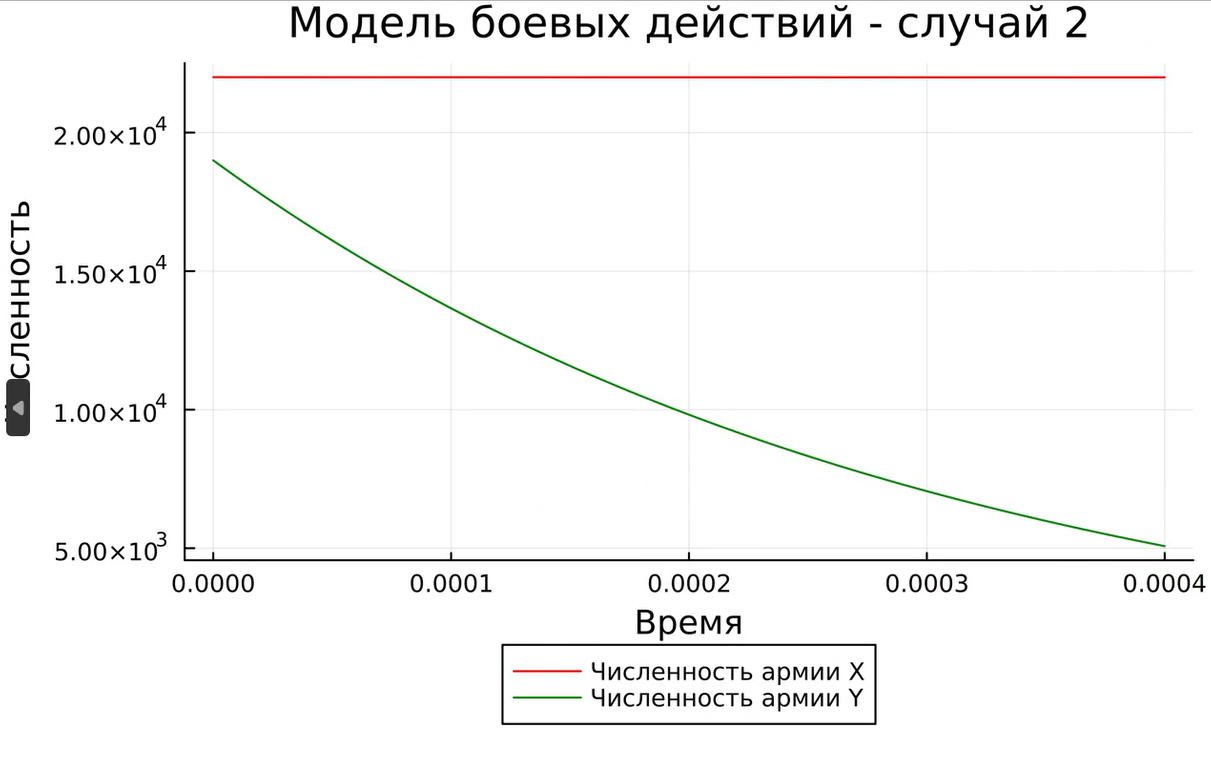 Модель боевых действий - случай 2
2.00×10⁴
1.50×10⁴
1.00×10⁴
5.00×10³
0.0000 0.0001 0.0002 0.0003 0.0004
Время
Численность армии X
Численность армии Y